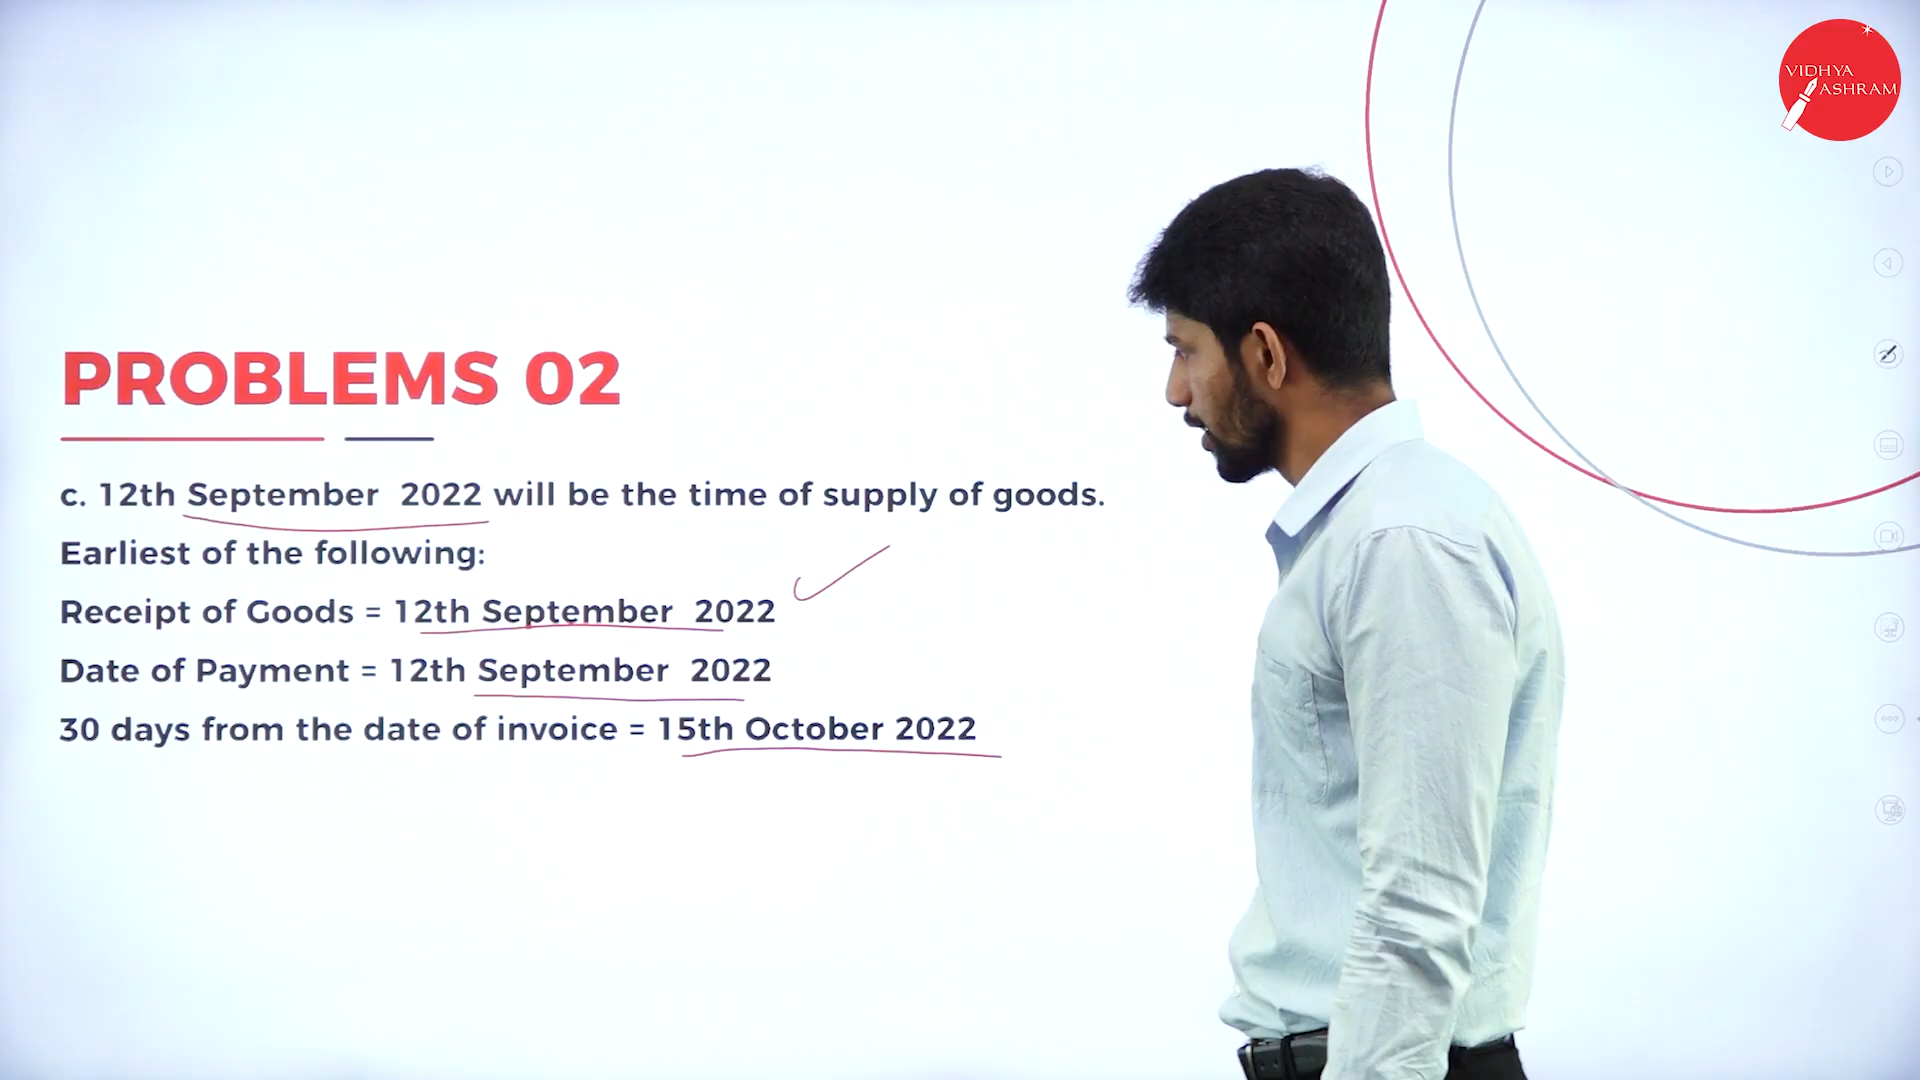 VIDHYA
ASHRAM
PROBLEMS 02
c. 12th September 2022 will be the time of supply of goods.
Earliest of the following:
Receipt of Goods = 12th September 2022
Date of Payment = 12th September 2022
30 days from the date of invoice = 15th October 2022